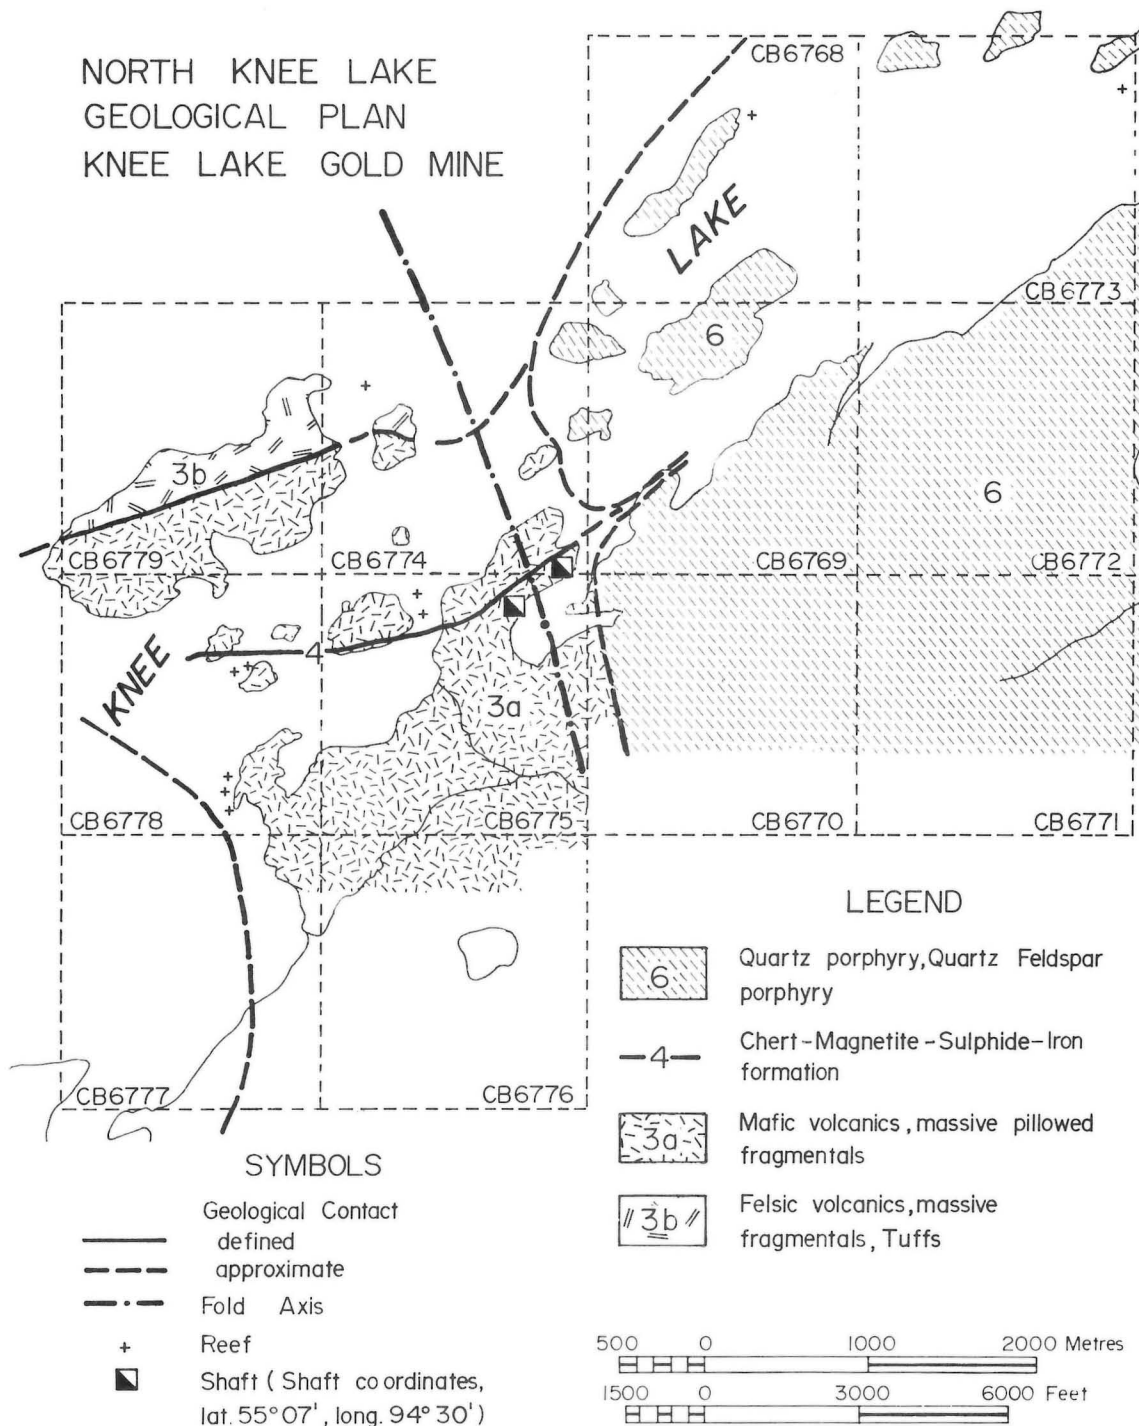 NORTH KNEE LAKE
GEOLOGICAL PLAN
KNEE LAKE GOLD MINE
CB6768
LAKE
CB6773
6
3b
6
CB6779
CB6774
CB6769
CB6772
4
KNEE
3a
CB6778
CB6775
CB6770
CB6771
CB6777
CB6776
LEGEND
6
Quartz porphyry, Quartz Feldspar
porphyry
4
Chert-Magnetite-Sulphide-Iron
formation
3a
Mafic volcanics, massive pillowed
fragmentals
3b
Felsic volcanics, massive
fragmentals, Tuffs
SYMBOLS
Geological Contact
defined
approximate
Fold Axis
Reef
Shaft ( Shaft co ordinates,
lat. 55° 07', long. 94° 30')
500 0 1000 2000 Metres
1500 0 3000 6000 Feet